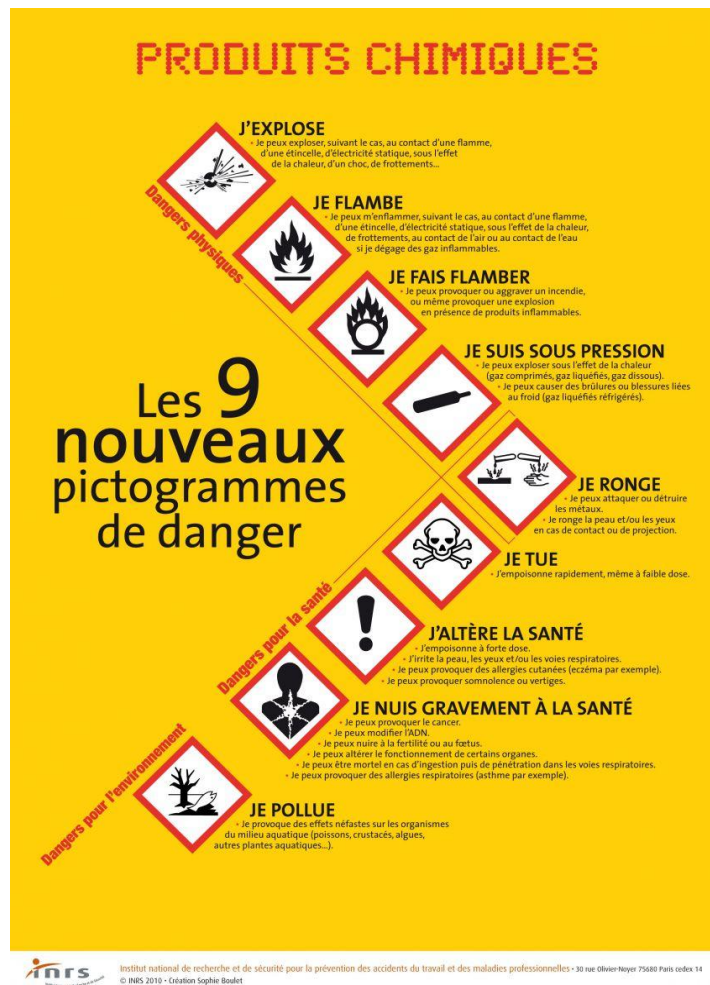 PRODUITS CHIMIQUES
J'EXPLOSE
• Je peux exploser, suivant le cas, au contact d'une flamme,
d'une étincelle, d'électricité statique, sous l'effet
de la chaleur, d'un choc, de frottements...
Dangers physiques
JE FLAMBE
• Je peux m'enflammer, suivant le cas, au contact d'une flamme,
d'une étincelle, d'électricité statique, sous l'effet de la chaleur,
de frottements, au contact de l'air ou au contact de l'eau
si je dégage des gaz inflammables.
JE FAIS FLAMBER
• Je peux provoquer ou aggraver un incendie,
ou même provoquer une explosion
en présence de produits inflammables.
JE SUIS SOUS PRESSION
• Je peux exploser sous l'effet de la chaleur
(gaz comprimés, gaz liquéfiés, gaz dissous).
• Je peux causer des brûlures ou blessures liées
au froid (gaz liquéfiés réfrigérés).
Les 9
nouveaux
pictogrammes
de danger
JE RONGE
• Je peux attaquer ou détruire
les métaux.
• Je ronge la peau et/ou les yeux
en cas de contact ou de projection.
JE TUE
• J'empoisonne rapidement, même à faible dose.
Dangers pour la santé
J'ALTÈRE LA SANTÉ
• J'empoisonne à forte dose.
• J'irrite la peau, les yeux et/ou les voies respiratoires.
• Je peux provoquer des allergies cutanées (eczéma par exemple).
• Je peux provoquer somnolence ou vertiges.
JE NUIS GRAVEMENT À LA SANTÉ
• Je peux provoquer le cancer.
• Je peux modifier l'ADN.
• Je peux nuire à la fertilité ou au fœtus.
• Je peux altérer le fonctionnement de certains organes.
• Je peux être mortel en cas d'ingestion puis de pénétration dans les voies respiratoires.
• Je peux provoquer des allergies respiratoires (asthme par exemple).
Dangers pour l'environnement
JE POLLUE
• Je provoque des effets néfastes sur les organismes
du milieu aquatique (poissons, crustacés, algues,
autres plantes aquatiques...).
inrs
Institut national de recherche et de sécurité pour la prévention des accidents du travail et des maladies professionnelles • 30 rue Olivier-Noyer 75680 Paris cedex 14
© INRS 2010 • Création Sophie Boulet